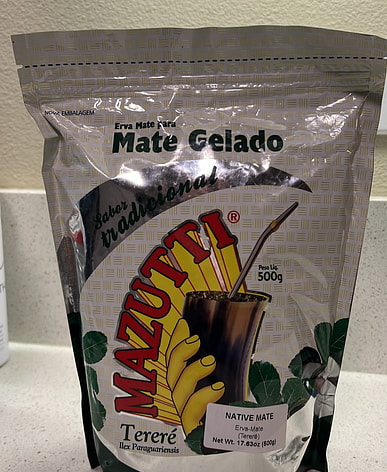 NOVA EMBALAGEM
Erva Mate Para
Mate Gelado
Sabor
tradicional
MAZUTTI®
Peso Líq.
500g
Tereré
Ilex Paraguariensis
NATIVE MATE
Erva-Mate
(Tereré)
Net Wt. 17.63oz (500g)